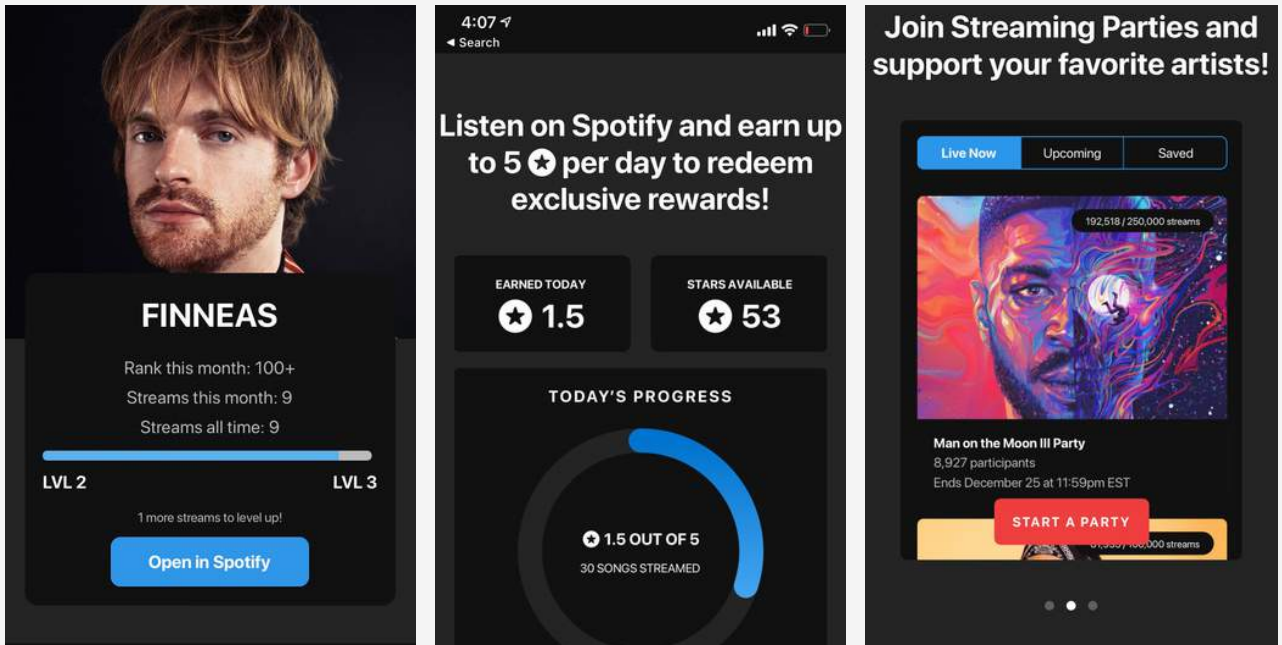 FINNEAS
Rank this month: 100+
Streams this month: 9
Streams all time: 9
LVL 2
LVL 3
1 more streams to level up!
Open in Spotify
4:07
Search
Listen on Spotify and earn up
to 5 per day to redeem
exclusive rewards!
EARNED TODAY
1.5
STARS AVAILABLE
53
TODAY'S PROGRESS
1.5 OUT OF 5
30 SONGS STREAMED
Join Streaming Parties and
support your favorite artists!
Live Now
Upcoming
Saved
192,518 / 250,000 streams
Man on the Moon III Party
8,927 participants
Ends December 25 at 11:59pm EST
START A PARTY
streams